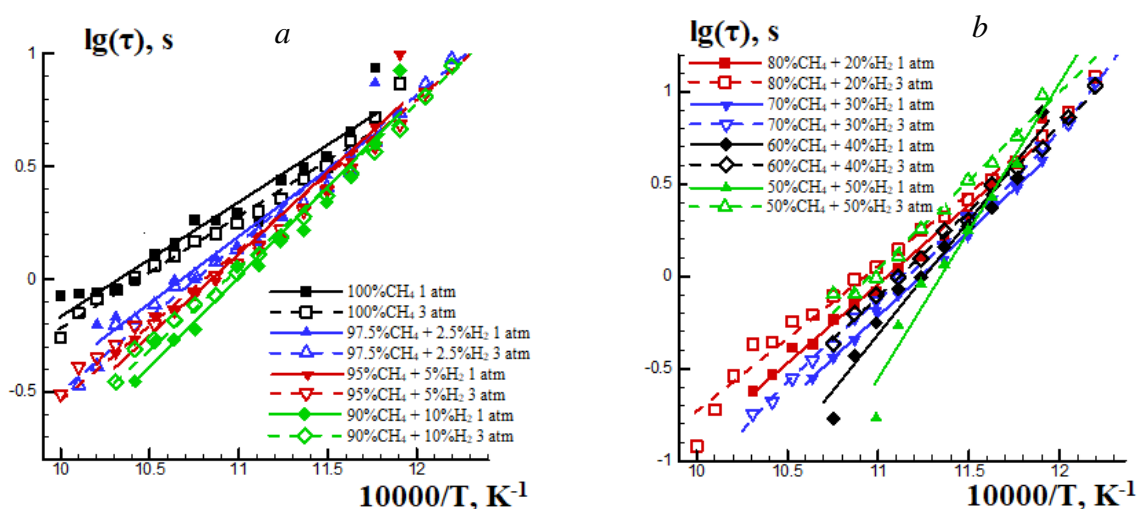 lg(τ), s
a
1
0.5
0
-0.5
10
10.5
11
11.5
12
10000/T, K⁻¹
100%CH₄ 1 atm
100%CH₄ 3 atm
97.5%CH₄ + 2.5%H₂ 1 atm
97.5%CH₄ + 2.5%H₂ 3 atm
95%CH₄ + 5%H₂ 1 atm
95%CH₄ + 5%H₂ 3 atm
90%CH₄ + 10%H₂ 1 atm
90%CH₄ + 10%H₂ 3 atm
lg(τ), s
b
80%CH₄ + 20%H₂ 1 atm
80%CH₄ + 20%H₂ 3 atm
70%CH₄ + 30%H₂ 1 atm
70%CH₄ + 30%H₂ 3 atm
60%CH₄ + 40%H₂ 1 atm
60%CH₄ + 40%H₂ 3 atm
50%CH₄ + 50%H₂ 1 atm
50%CH₄ + 50%H₂ 3 atm
1
0.5
0
-0.5
-1
10
10.5
11
11.5
12
10000/T, K⁻¹